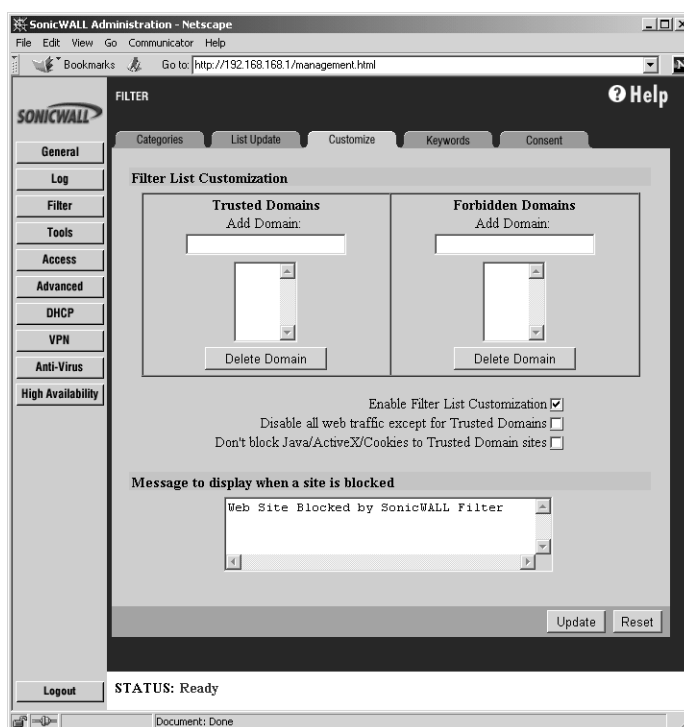 SonicWALL Administration - Netscape
File Edit View Go Communicator Help
Bookmarks Go to: http://192.168.168.1/management.html
SONICWALL
FILTER
? Help
Categories List Update Customize Keywords Consent
General
Log
Filter
Tools
Access
Advanced
DHCP
VPN
Anti-Virus
High Availability
Filter List Customization
Trusted Domains
Add Domain:
Delete Domain
Forbidden Domains
Add Domain:
Delete Domain
Enable Filter List Customization
Disable all web traffic except for Trusted Domains
Don't block Java/ActiveX/Cookies to Trusted Domain sites
Message to display when a site is blocked
Web Site Blocked by SonicWALL Filter
Update Reset
Logout
STATUS: Ready
Document: Done